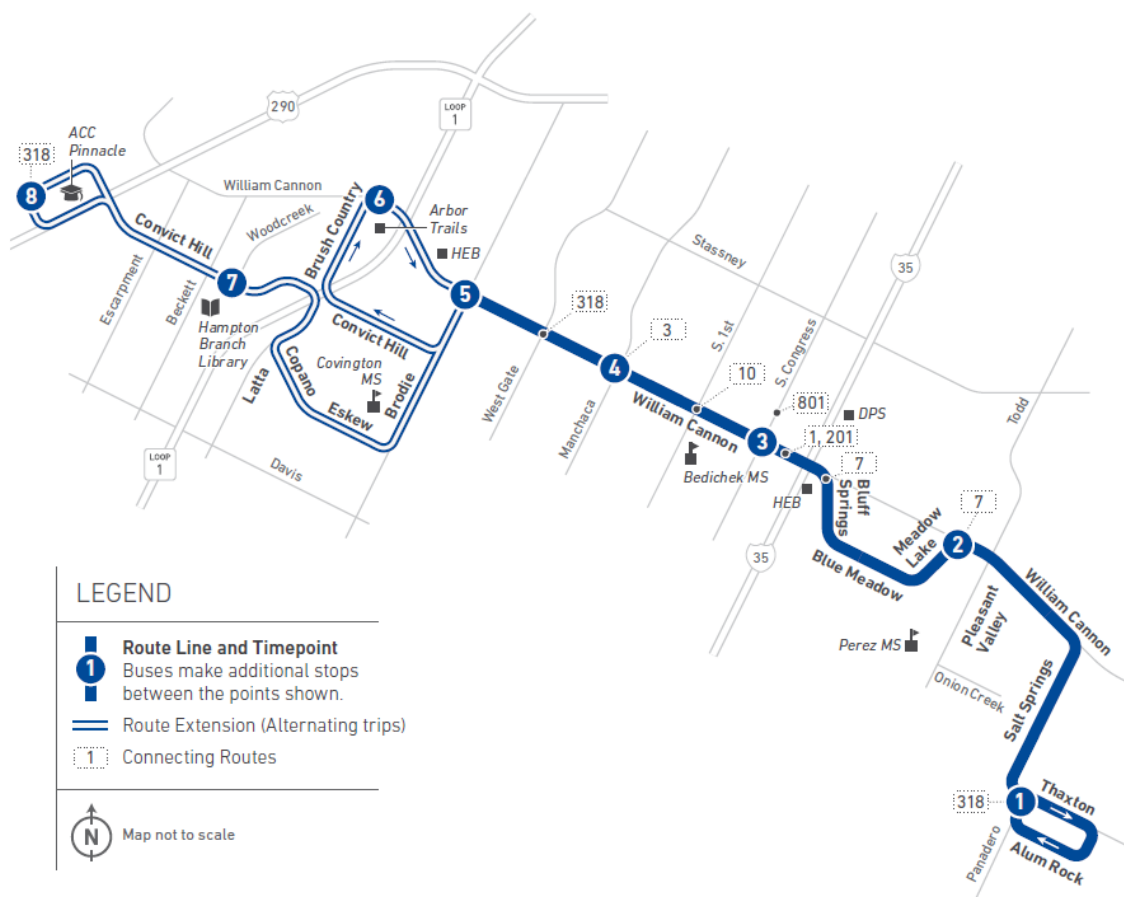 290
LOOP
1
ACC
Pinnacle
318
8
William Cannon
6
Arbor
Trails
Woodcreek
Brush Country
HEB
Convict Hill
7
5
Stassney
35
Escarpment
Beckett
Hampton
Branch
Library
Convict Hill
318
3
S. 1st
S. Congress
Covington
MS
Latta
Copano
Eskew
Brodie
4
West Gate
Manchaca
William Cannon
10
801
DPS
Todd
3
1, 201
LOOP
1
Davis
Bedichek MS
HEB
7
Bluff
Springs
7
Meadow
Lake
2
35
Blue Meadow
William Cannon
Pleasant
Valley
Perez MS
Onion Creek
Salt Springs
318
1
Thaxton
Panadero
Alum Rock
LEGEND
1
Route Line and Timepoint
Buses make additional stops
between the points shown.
Route Extension (Alternating trips)
1
Connecting Routes
N
Map not to scale